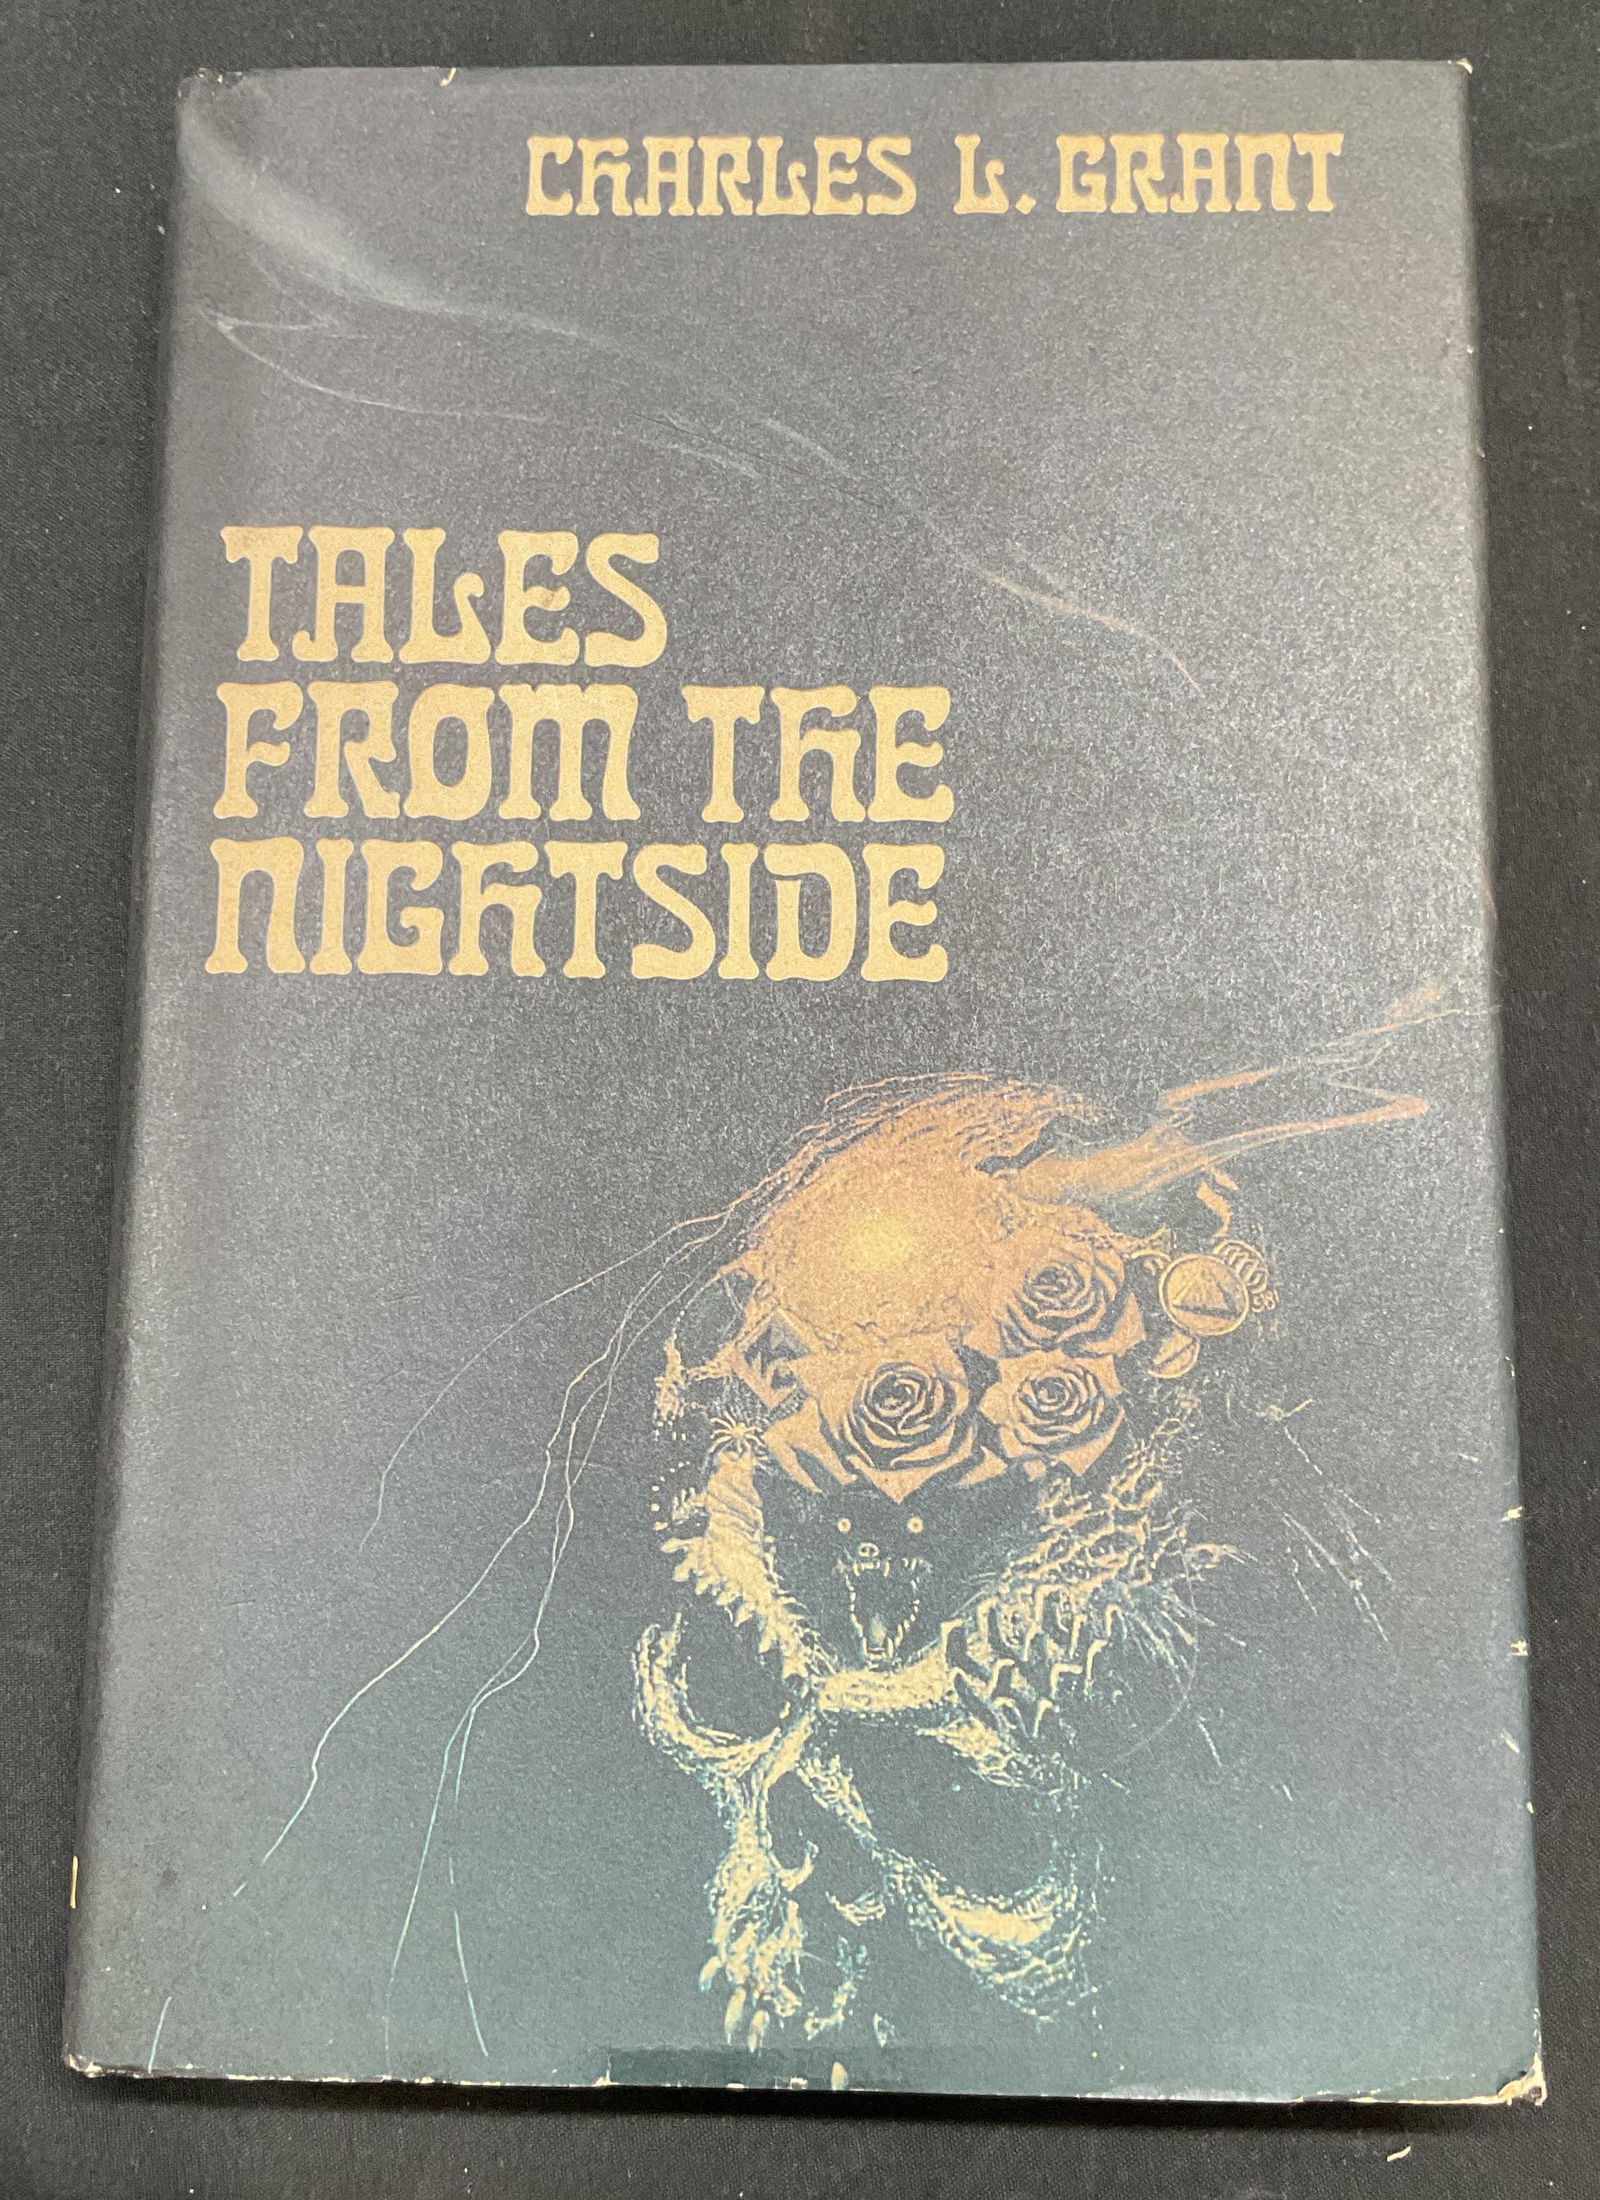 CHARLES L. GRANT
TALES
FROM THE
NIGHTSIDE